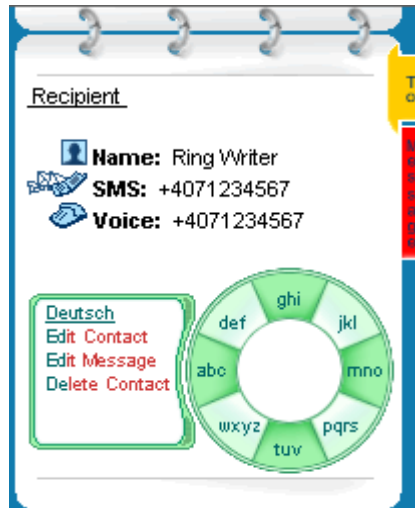 Recipient
Name: Ring Writer
SMS: +4071234567
Voice: +4071234567
Deutsch
Edit Contact
Edit Message
Delete Contact
abc
def
ghi
jkl
mno
pqrs
tuv
wxyz